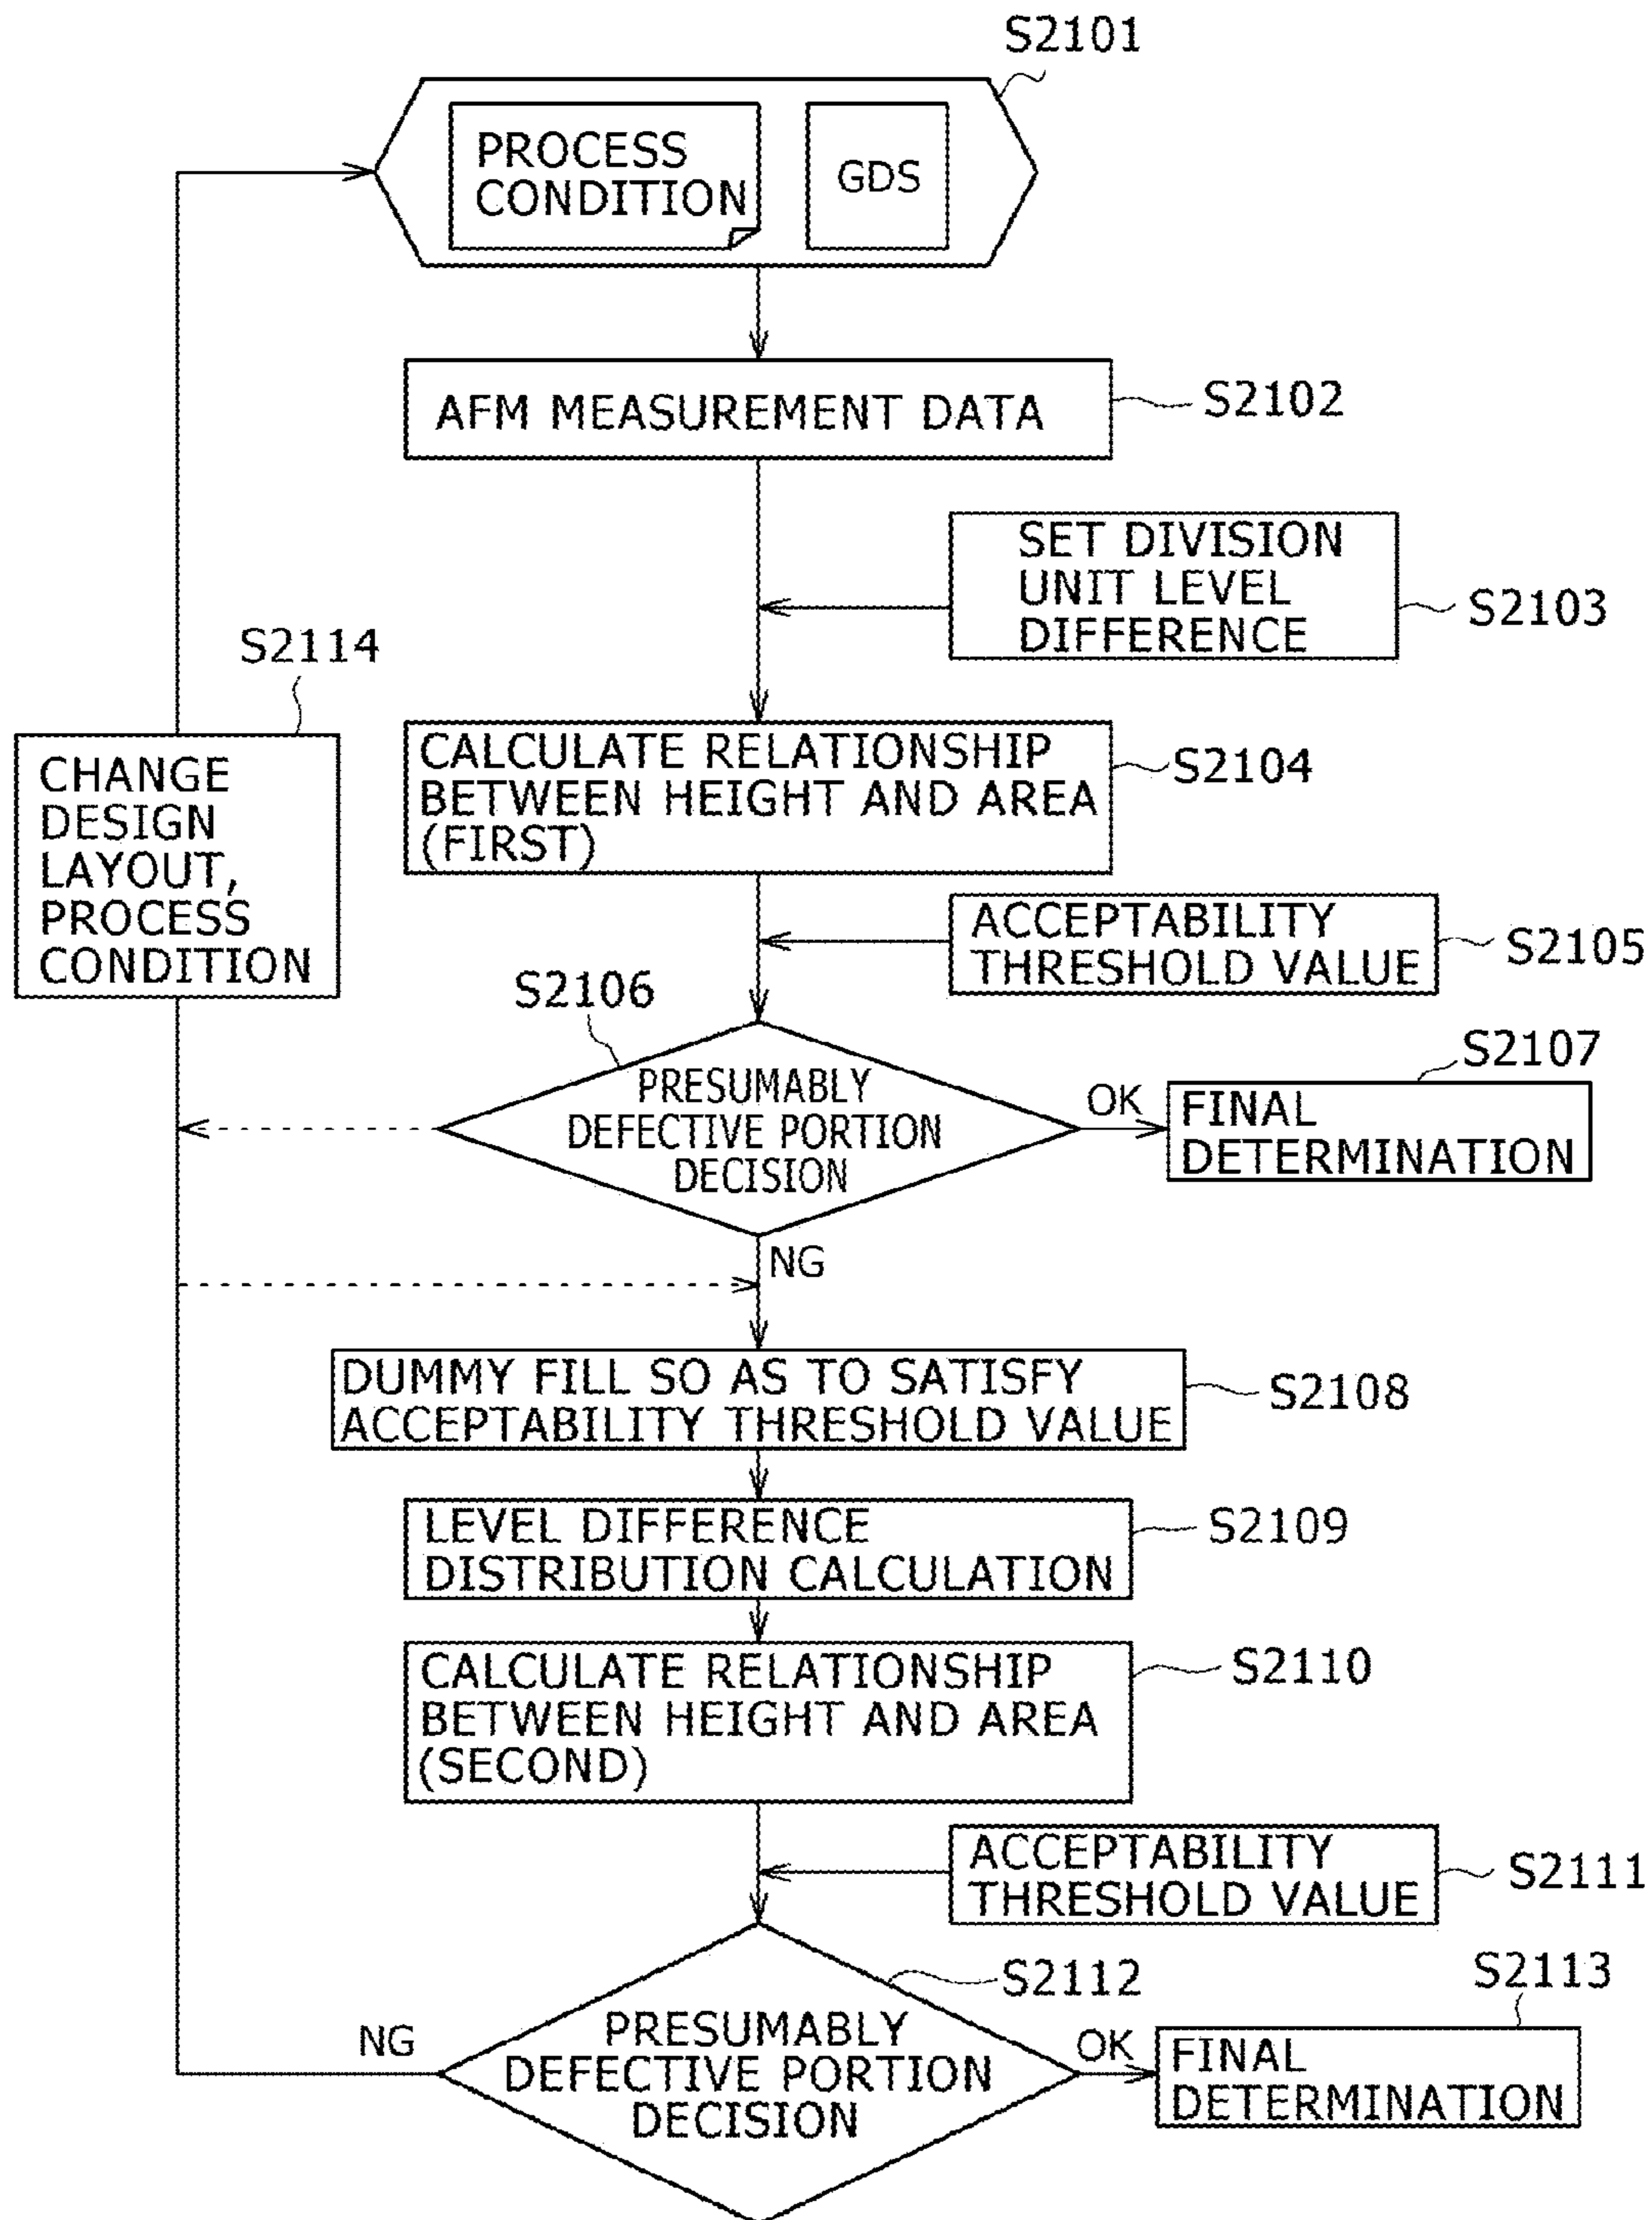 S2101
PROCESS
CONDITION
GDS
AFM MEASUREMENT DATA
S2102
SET DIVISION
UNIT LEVEL
DIFFERENCE
S2103
S2114
CHANGE
DESIGN
LAYOUT,
PROCESS
CONDITION
CALCULATE RELATIONSHIP
BETWEEN HEIGHT AND AREA
(FIRST)
S2104
ACCEPTABILITY
THRESHOLD VALUE
S2105
S2106
PRESUMABLY
DEFECTIVE PORTION
DECISION
OK
S2107
FINAL
DETERMINATION
NG
DUMMY FILL SO AS TO SATISFY
ACCEPTABILITY THRESHOLD VALUE
S2108
LEVEL DIFFERENCE
DISTRIBUTION CALCULATION
S2109
CALCULATE RELATIONSHIP
BETWEEN HEIGHT AND AREA
(SECOND)
S2110
ACCEPTABILITY
THRESHOLD VALUE
S2111
S2112
NG
PRESUMABLY
DEFECTIVE PORTION
DECISION
OK
S2113
FINAL
DETERMINATION